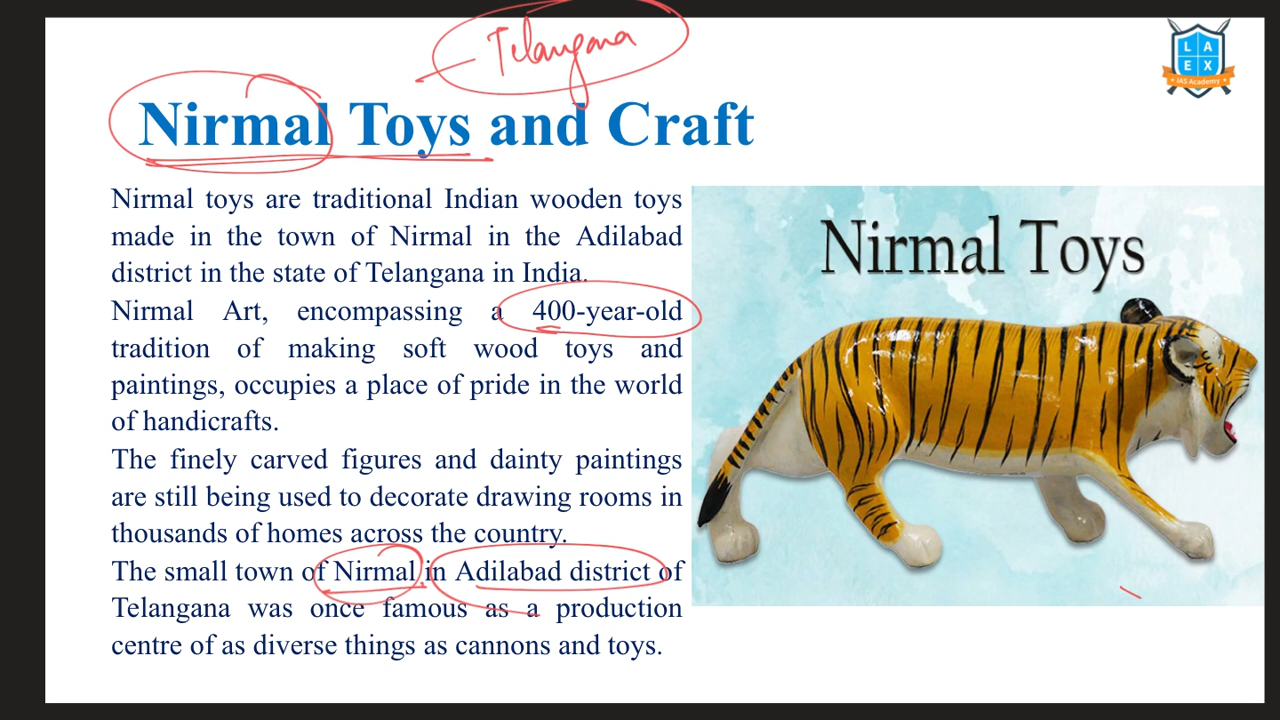 Telangana
L A
E X
IAS Academy
Nirmal Toys and Craft
Nirmal toys are traditional Indian wooden toys
made in the town of Nirmal in the Adilabad
district in the state of Telangana in India.
Nirmal Art, encompassing a 400-year-old
tradition of making soft wood toys and
paintings, occupies a place of pride in the world
of handicrafts.
The finely carved figures and dainty paintings
are still being used to decorate drawing rooms in
thousands of homes across the country.
The small town of Nirmal in Adilabad district of
Telangana was once famous as a production
centre of as diverse things as cannons and toys.
Nirmal Toys